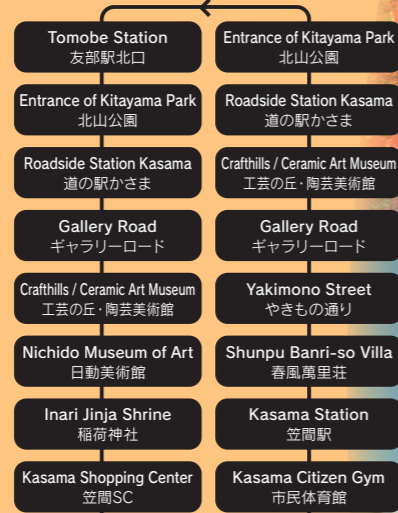 Tomobe Station
友部駅北口
Entrance of Kitayama Park
北山公園
Roadside Station Kasama
道の駅かさま
Gallery Road
ギャラリーロード
Crafthills / Ceramic Art Museum
工芸の丘・陶芸美術館
Nichido Museum of Art
日動美術館
Inari Jinja Shrine
稲荷神社
Kasama Shopping Center
笠間SC
Entrance of Kitayama Park
北山公園
Roadside Station Kasama
道の駅かさま
Crafthills / Ceramic Art Museum
工芸の丘・陶芸美術館
Gallery Road
ギャラリーロード
Yakimono Street
やきもの通り
Shunpu Banri-so Villa
春風萬里荘
Kasama Station
笠間駅
Kasama Citizen Gym
市民体育館